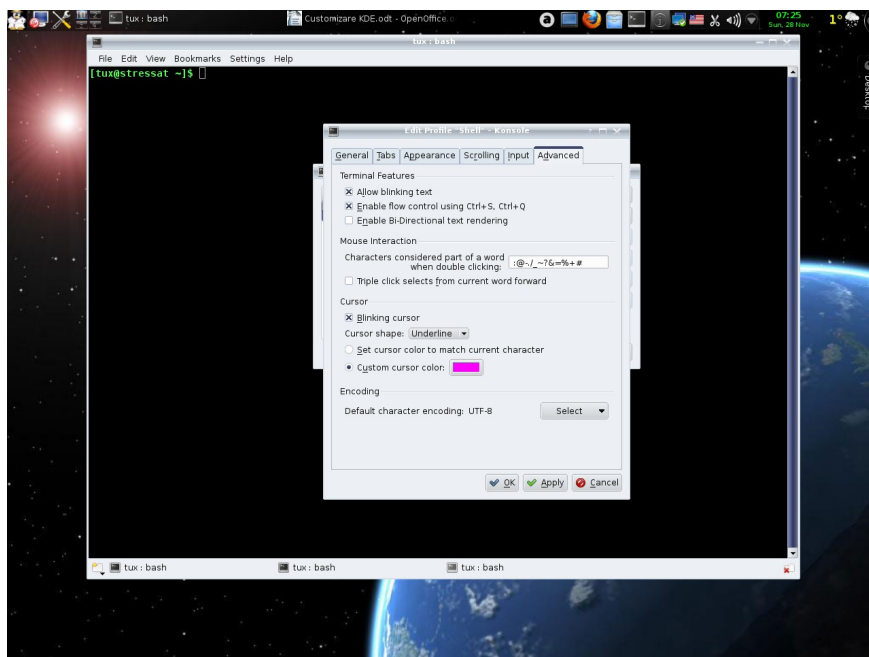 tux : bash
Customizare KDE.odt - OpenOffice.o
07:25
Sun, 28 Nov
1°
tux : bash
File Edit View Bookmarks Settings Help
[tux@stressat ~]$
Edit Profile "Shell" - Konsole
General Tabs Appearance Scrolling Input Advanced
Terminal Features
Allow blinking text
Enable flow control using Ctrl+S, Ctrl+Q
Enable Bi-Directional text rendering
Mouse Interaction
Characters considered part of a word
when double clicking: :@-./_~?&=%+#
Triple click selects from current word forward
Cursor
Blinking cursor
Cursor shape: Underline
Set cursor color to match current character
Custom cursor color:
Encoding
Default character encoding: UTF-8 Select
OK Apply Cancel
tux : bash tux : bash tux : bash